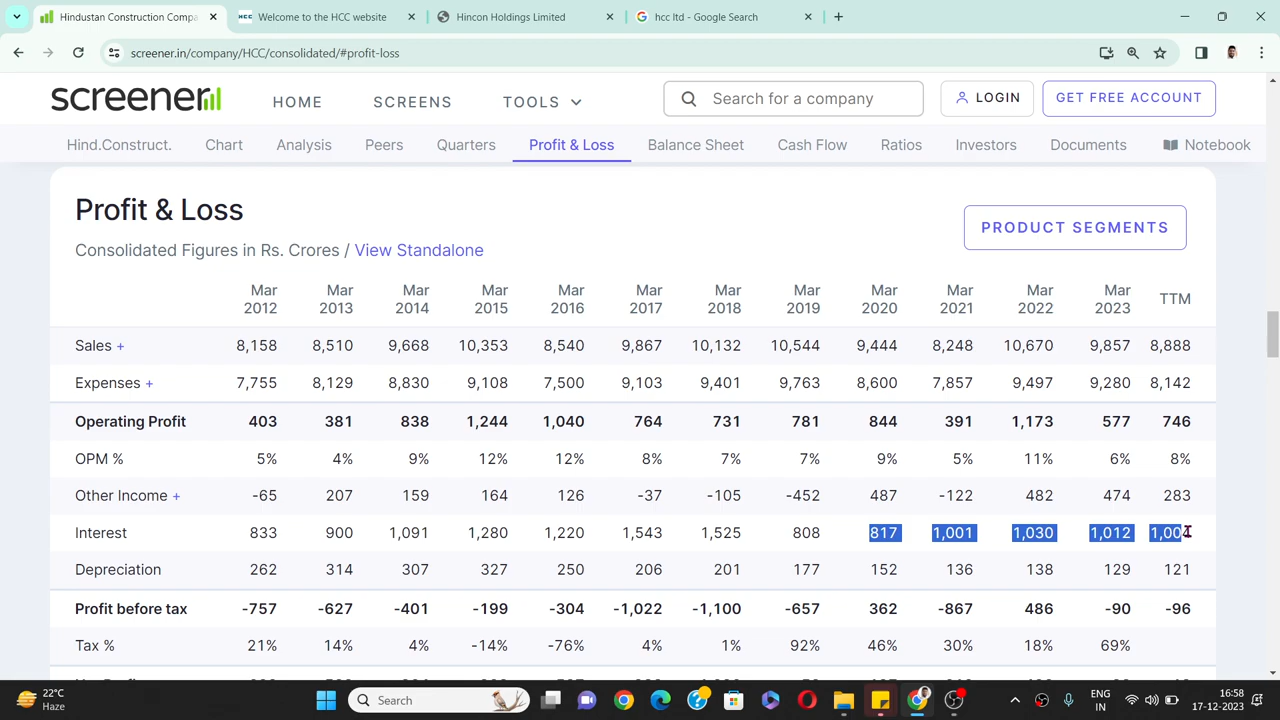 Hindustan Construction Compa
Welcome to the HCC website
Hincon Holdings Limited
hcc ltd - Google Search
screener.in/company/HCC/consolidated/#profit-loss
screener
HOME
SCREENS
TOOLS
Search for a company
LOGIN
GET FREE ACCOUNT
Hind.Construct. Chart Analysis Peers Quarters Profit & Loss Balance Sheet Cash Flow Ratios Investors Documents Notebook
Profit & Loss
PRODUCT SEGMENTS
Consolidated Figures in Rs. Crores / View Standalone
Mar 2012 Mar 2013 Mar 2014 Mar 2015 Mar 2016 Mar 2017 Mar 2018 Mar 2019 Mar 2020 Mar 2021 Mar 2022 Mar 2023 TTM
Sales + 8,158 8,510 9,668 10,353 8,540 9,867 10,132 10,544 9,444 8,248 10,670 9,857 8,888
Expenses + 7,755 8,129 8,830 9,108 7,500 9,103 9,401 9,763 8,600 7,857 9,497 9,280 8,142
Operating Profit 403 381 838 1,244 1,040 764 731 781 844 391 1,173 577 746
OPM % 5% 4% 9% 12% 12% 8% 7% 7% 9% 5% 11% 6% 8%
Other Income + -65 207 159 164 126 -37 -105 -452 487 -122 482 474 283
Interest 833 900 1,091 1,280 1,220 1,543 1,525 808 817 1,001 1,030 1,012 1,004
Depreciation 262 314 307 327 250 206 201 177 152 136 138 129 121
Profit before tax -757 -627 -401 -199 -304 -1,022 -1,100 -657 362 -867 486 -90 -96
Tax % 21% 14% 4% -14% -76% 4% 1% 92% 46% 30% 18% 69%
22°C
Haze
Search
ENG
IN
16:58
17-12-2023